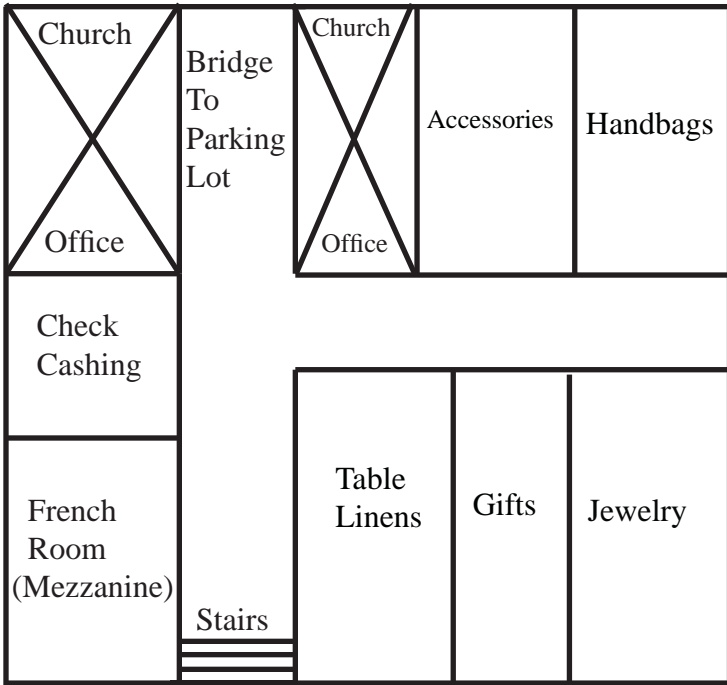 Church
Office
Bridge
To
Parking
Lot
Church
Office
Accessories
Handbags
Check
Cashing
French
Room
(Mezzanine)
Stairs
Table
Linens
Gifts
Jewelry